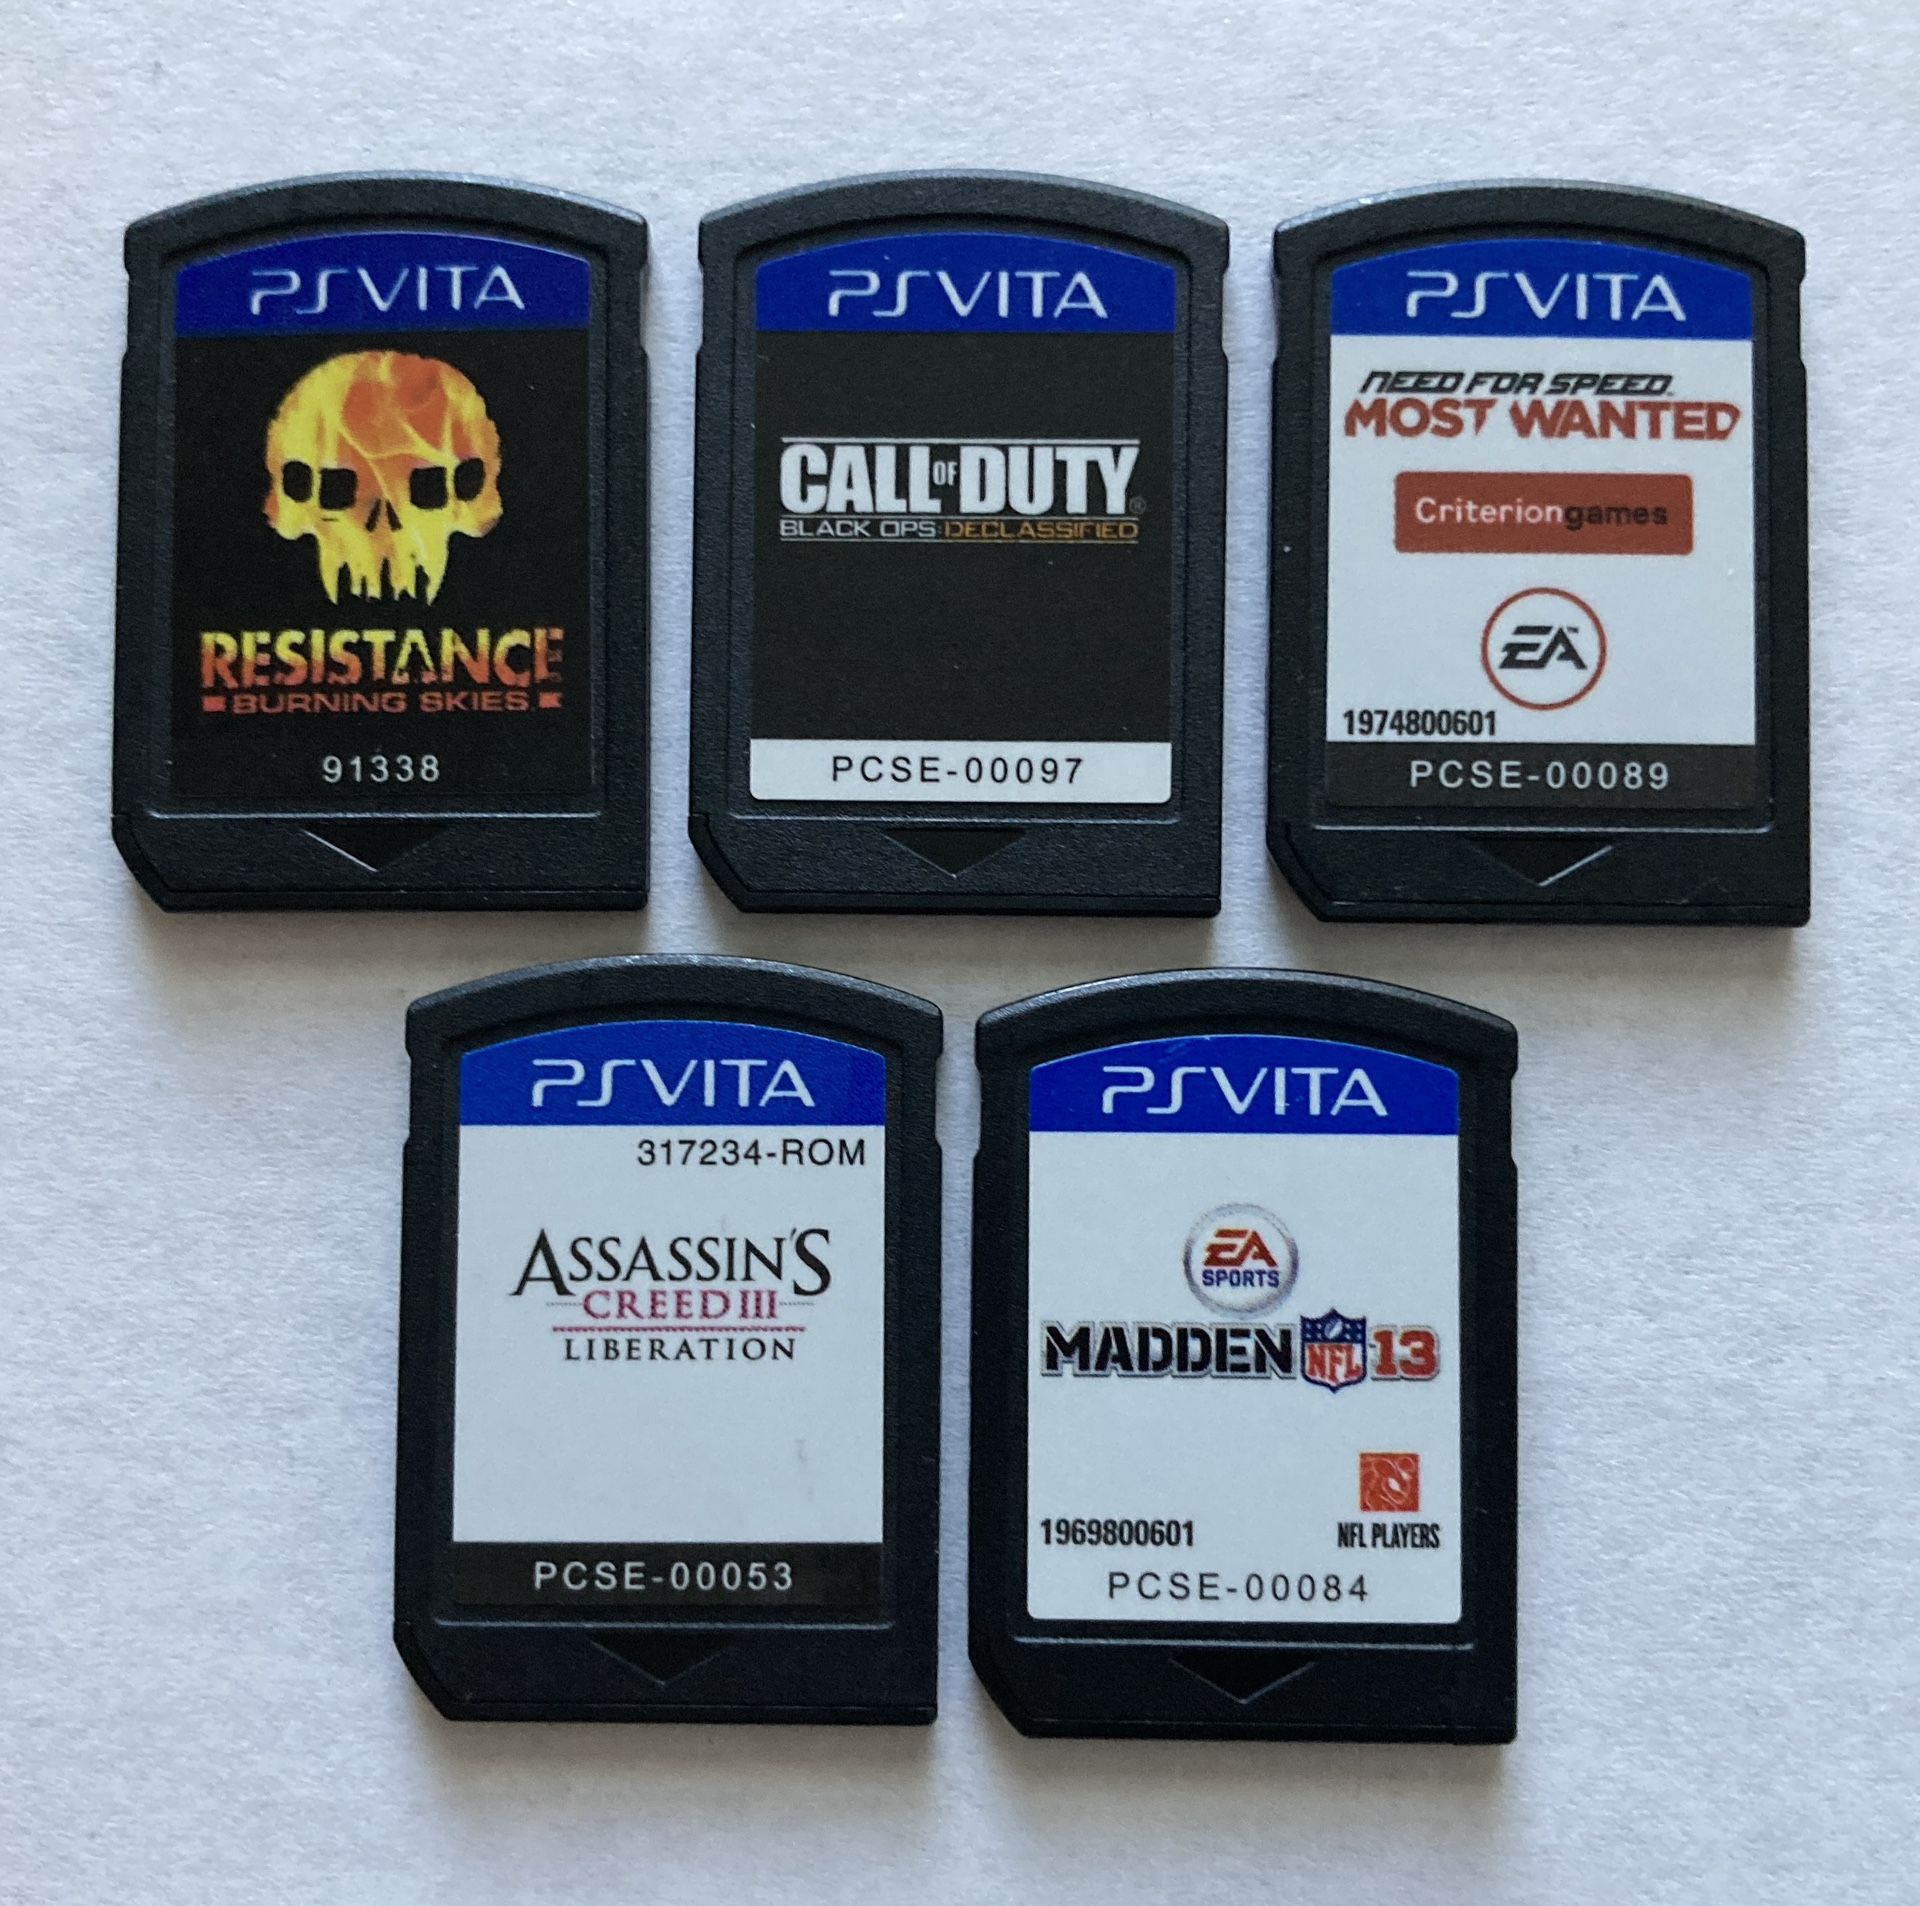 PSVITA
RESISTANCE
BURNING SKIES
91338
PSVITA
CALL OF DUTY®
BLACK OPS DECLASSIFIED
PCSE-00097
PSVITA
NEED FOR SPEED
MOST WANTED
Criteriongames
EA™
1974800601
PCSE-00089
PSVITA
317234-ROM
ASSASSIN'S
CREED III
LIBERATION
PCSE-00053
PSVITA
EA
SPORTS
MADDEN NFL 13
1969800601
NFL PLAYERS
PCSE-00084